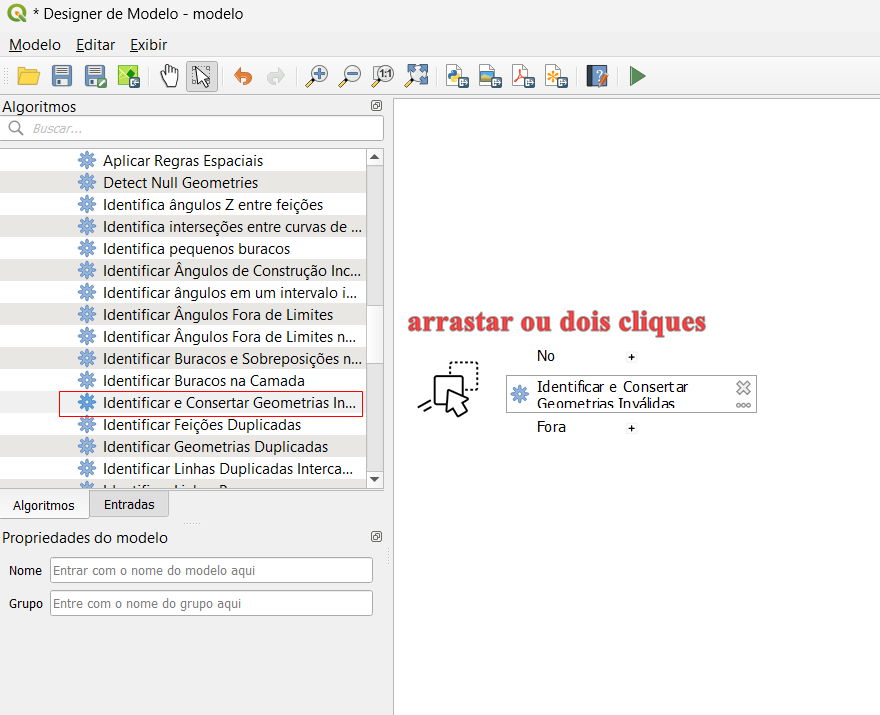 * Designer de Modelo - modelo
Modelo Editar Exibir
1:1
Algoritmos
Buscar...
Aplicar Regras Espaciais
Detect Null Geometries
Identifica ângulos Z entre feições
Identifica interseções entre curvas de ...
Identifica pequenos buracos
Identificar Ângulos de Construção Inc...
Identificar ângulos em um intervalo i...
Identificar Ângulos Fora de Limites
Identificar Ângulos Fora de Limites n...
Identificar Buracos e Sobreposições n...
Identificar Buracos na Camada
Identificar e Consertar Geometrias In...
Identificar Feições Duplicadas
Identificar Geometrias Duplicadas
Identificar Linhas Duplicadas Interca...
Algoritmos Entradas
Propriedades do modelo
Nome Entrar com o nome do modelo aqui
Grupo Entre com o nome do grupo aqui
arrastar ou dois cliques
No +
Identificar e Consertar
Geometrias Inválidas
Fora +